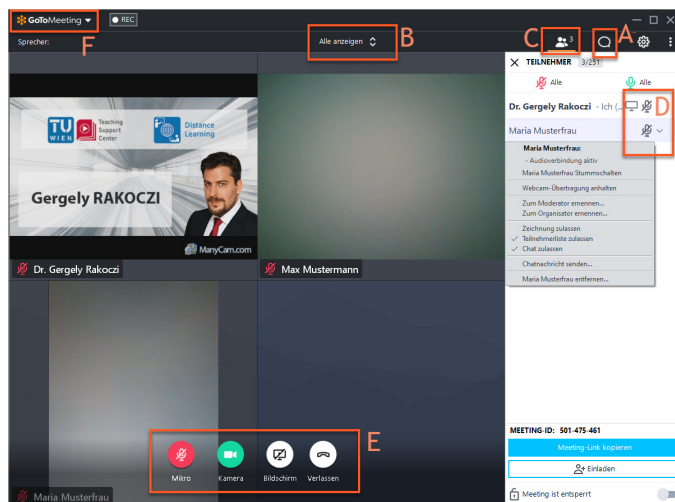 GoToMeeting
REC
F
Sprecher:
Alle anzeigen
B
C
3
A
TEILNEHMER 3/251
Alle
Alle
Dr. Gergely Rakoczi - Ich (...
D
Maria Musterfrau
Maria Musterfrau:
- Audioverbindung aktiv
Maria Musterfrau Stummschalten
Webcam-Übertragung anhalten
Zum Moderator ernennen...
Zum Organisator ernennen...
Zeichnung zulassen
Teilnehmerliste zulassen
Chat zulassen
Chatnachricht senden...
Maria Musterfrau entfernen...
TU
WIEN
Teaching
Support
Center
Distance
Learning
Gergely RAKOCZI
ManyCam.com
Dr. Gergely Rakoczi
Max Mustermann
E
Mikro
Kamera
Bildschirm
Verlassen
Maria Musterfrau
MEETING-ID: 501-475-461
Meeting-Link kopieren
Einladen
Meeting ist entsperrt